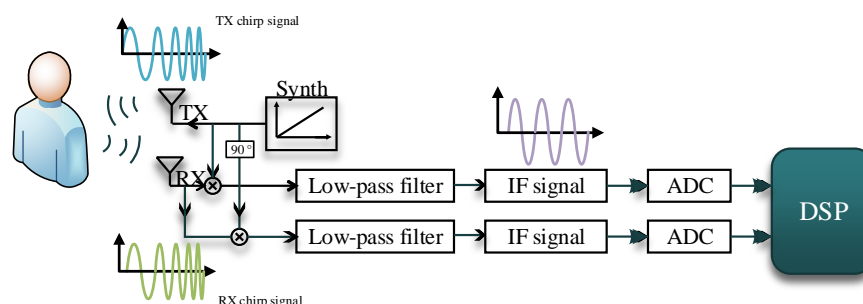 TX chirp signal
Synth
TX
90°
RX
Low-pass filter
IF signal
ADC
DSP
Low-pass filter
IF signal
ADC
RX chirp signal